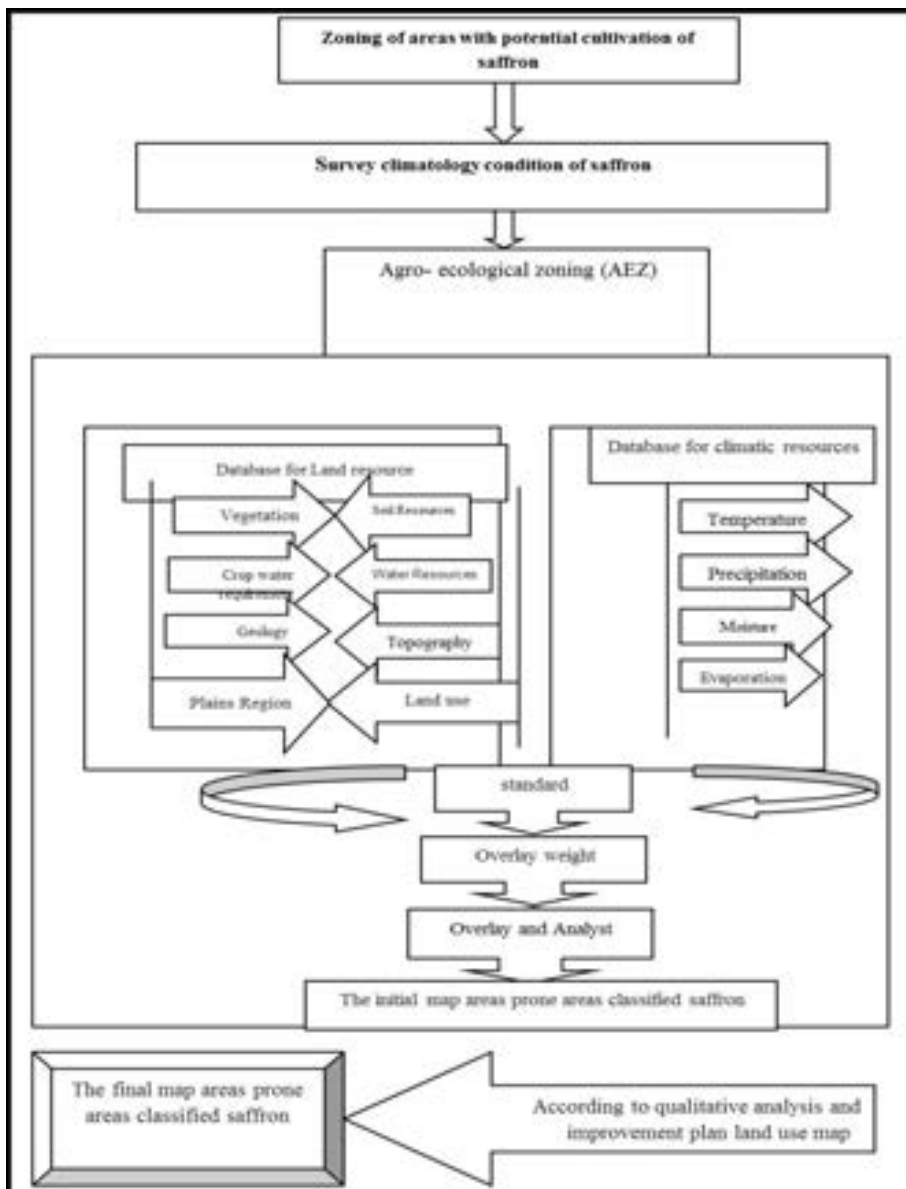 Zoning of areas with potential cultivation of
saffron
Survey climatology condition of saffron
Agro- ecological zoning (AEZ)
Database for Land resource
Vegetation
Soil Resources
Crop water
requirement
Water Resources
Geology
Topography
Plains Region
Land use
Database for climatic resources
Temperature
Precipitation
Moisture
Evaporation
standard
Overlay weight
Overlay and Analyst
The initial map areas prone areas classified saffron
The final map areas prone
areas classified saffron
According to qualitative analysis and
improvement plan land use map